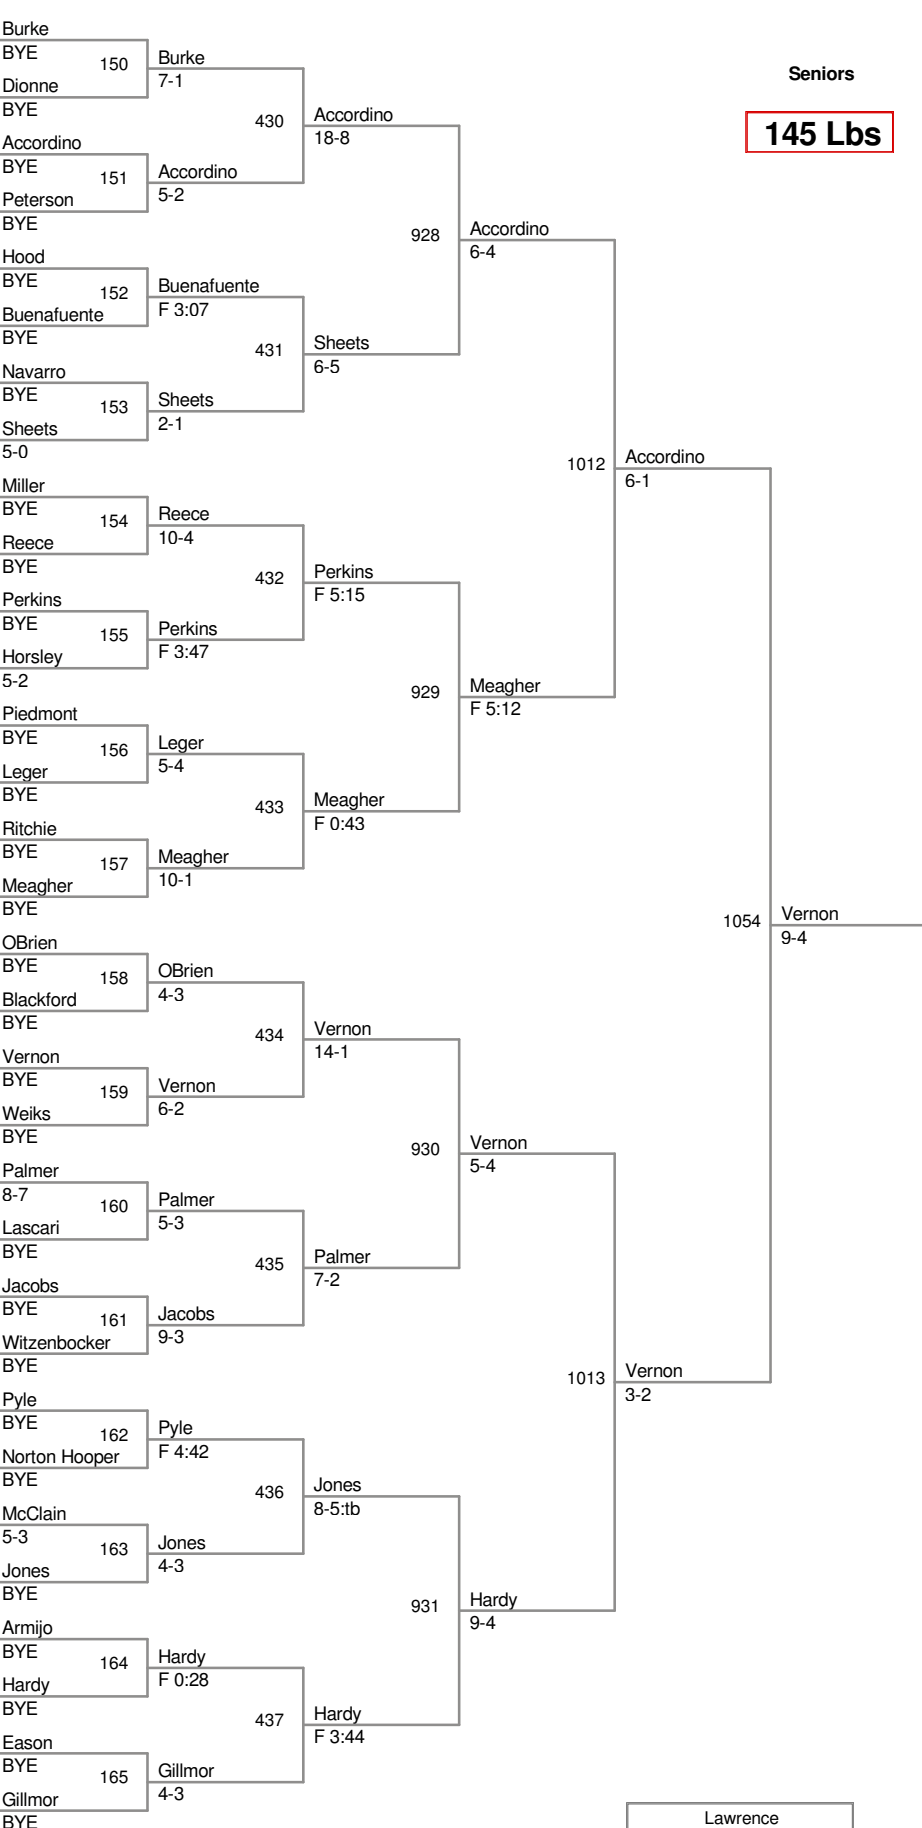 Burke
BYE
150
Dionne
BYE
Burke
7-1
430
Accordino
BYE
151
Peterson
BYE
Accordino
5-2
Accordino
18-8
928
Hood
BYE
152
Buenafuente
BYE
Buenafuente
F 3:07
431
Navarro
BYE
153
Sheets
5-0
Sheets
2-1
Sheets
6-5
Accordino
6-4
1012
Miller
BYE
154
Reece
BYE
Reece
10-4
432
Perkins
BYE
155
Horsley
5-2
Perkins
F 3:47
Perkins
F 5:15
929
Piedmont
BYE
156
Leger
BYE
Leger
5-4
433
Ritchie
BYE
157
Meagher
BYE
Meagher
10-1
Meagher
F 0:43
Meagher
F 5:12
Accordino
6-1
1054
OBrien
BYE
158
Blackford
BYE
OBrien
4-3
434
Vernon
BYE
159
Weiks
BYE
Vernon
6-2
Vernon
14-1
930
Palmer
8-7
160
Lascari
BYE
Palmer
5-3
435
Jacobs
BYE
161
Witzenbocker
BYE
Jacobs
9-3
Palmer
7-2
Vernon
5-4
1013
Pyle
BYE
162
Norton Hooper
BYE
Pyle
F 4:42
436
McClain
5-3
163
Jones
BYE
Jones
4-3
Jones
8-5:tb
931
Armijo
BYE
164
Hardy
BYE
Hardy
F 0:28
437
Eason
BYE
165
Gillmor
BYE
Gillmor
4-3
Hardy
F 3:44
Hardy
9-4
Vernon
3-2
Vernon
9-4
Seniors
145 Lbs
Lawrence